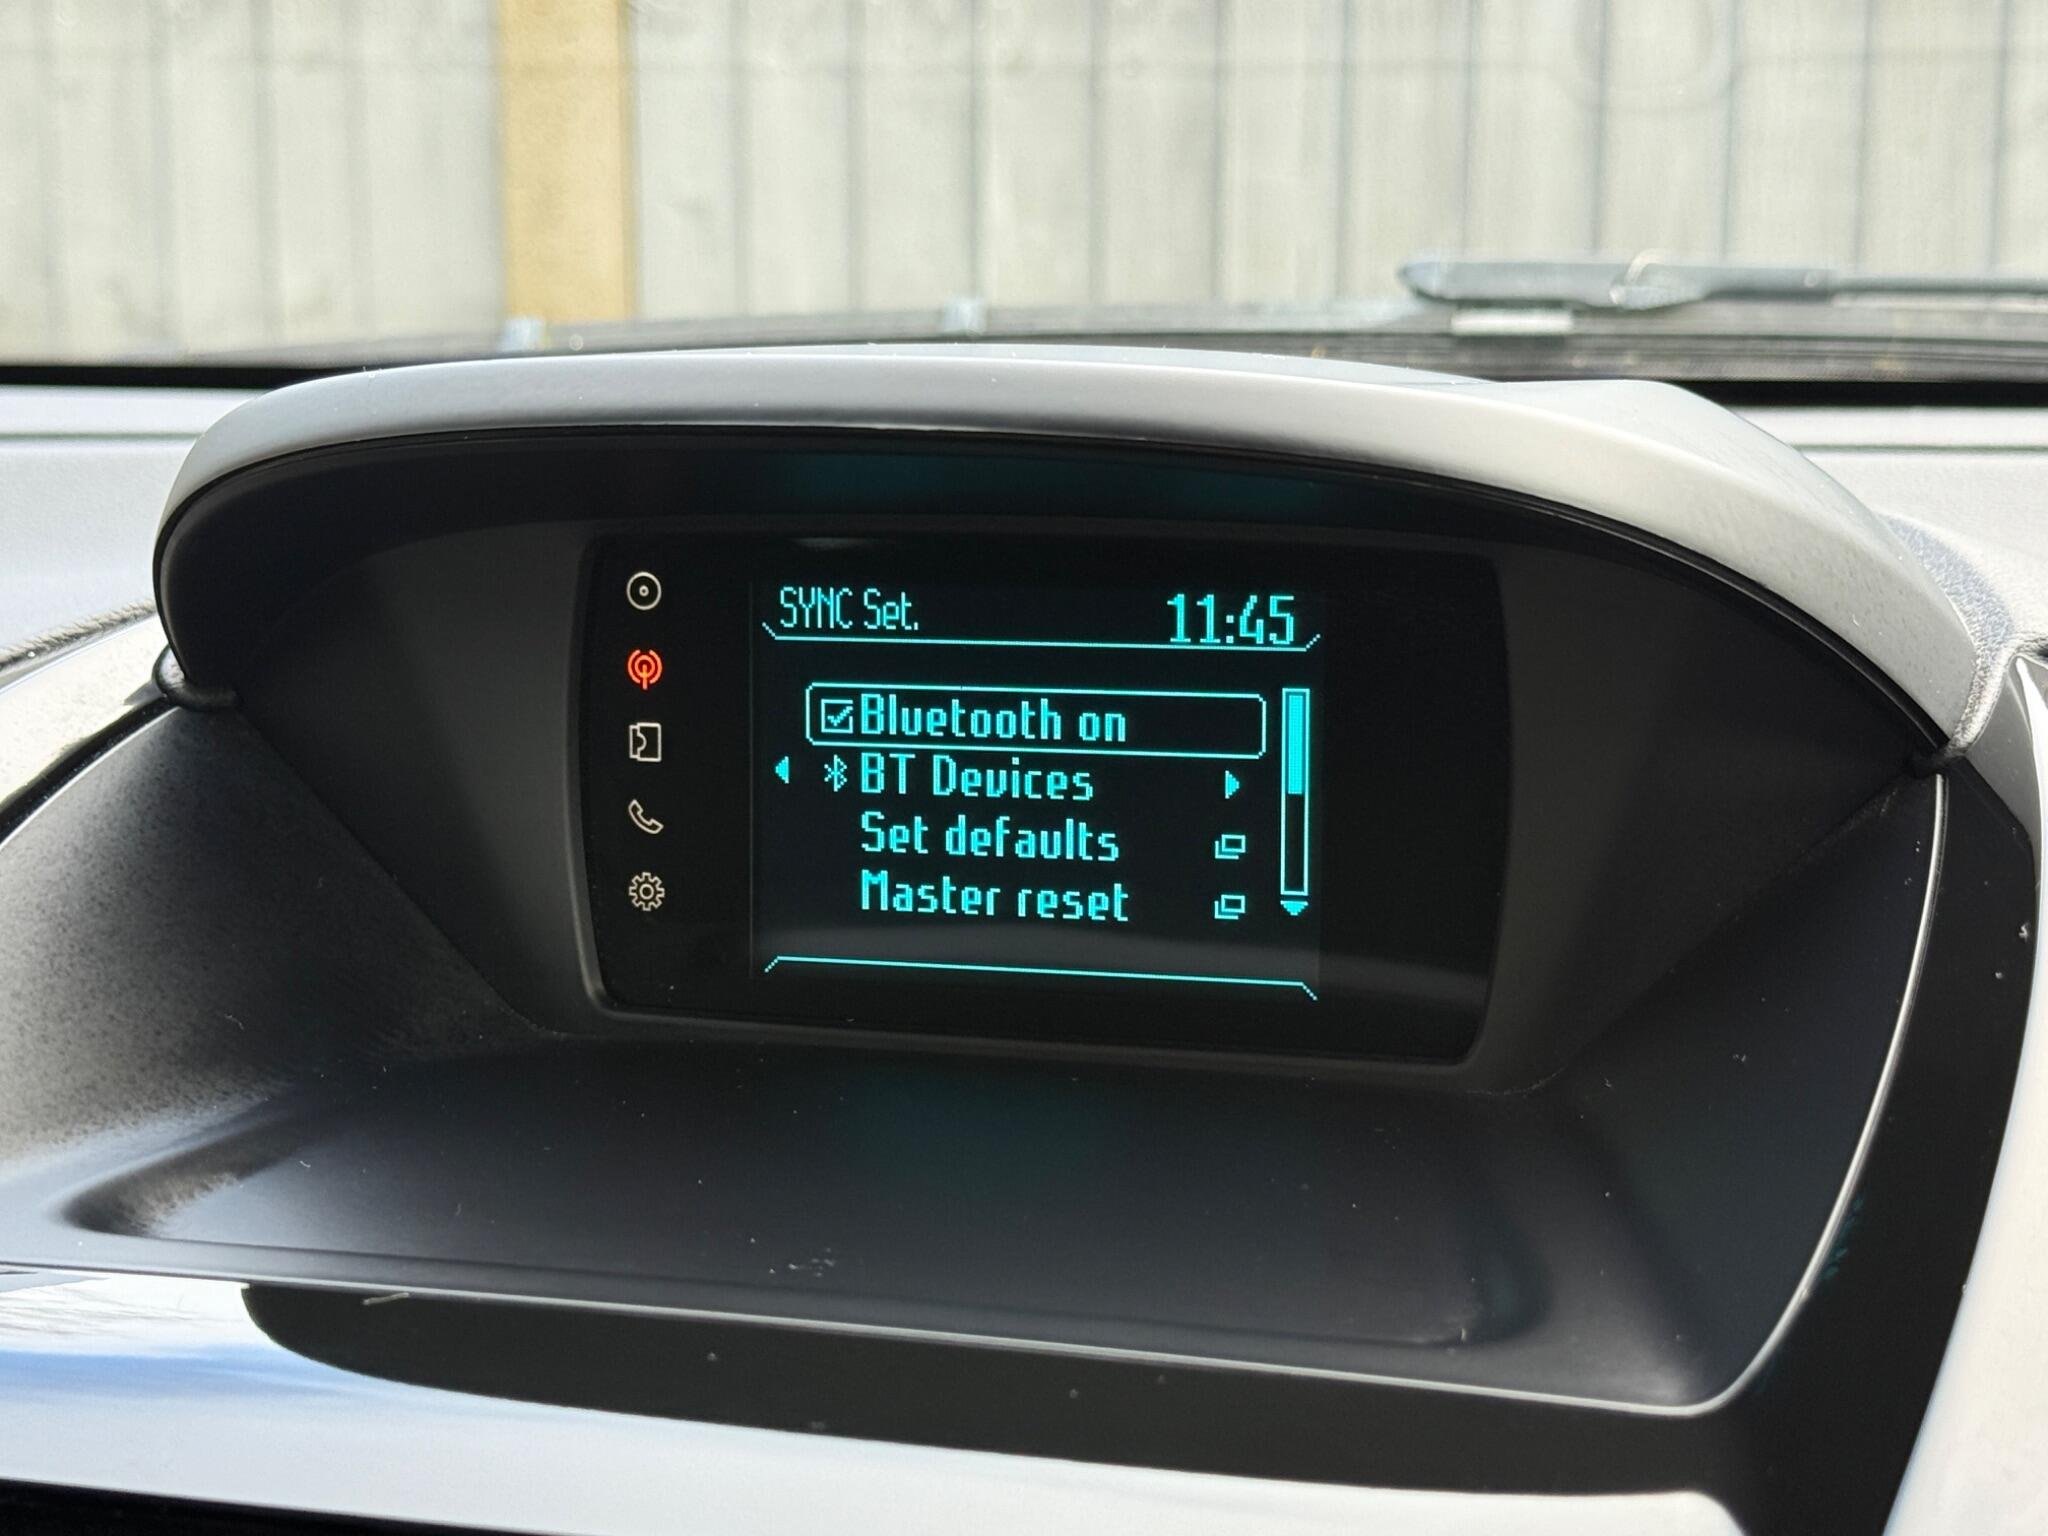 SYNC Set. 11:45
Bluetooth on
BT Devices
Set defaults
Master reset